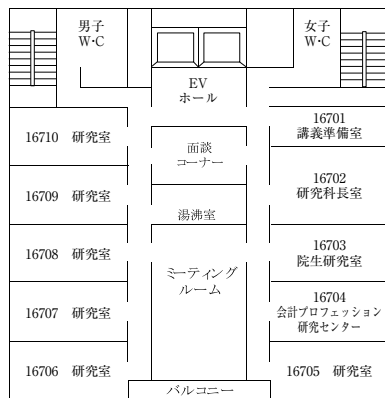 男子
W·C
女子
W·C
EV
ホール
16701
講義準備室
16710 研究室
面談
コーナー
16702
研究科長室
16709 研究室
湯沸室
16703
院生研究室
16708 研究室
ミーティング
ルーム
16704
会計プロフェッション
研究センター
16707 研究室
16706 研究室
16705 研究室
バルコニー